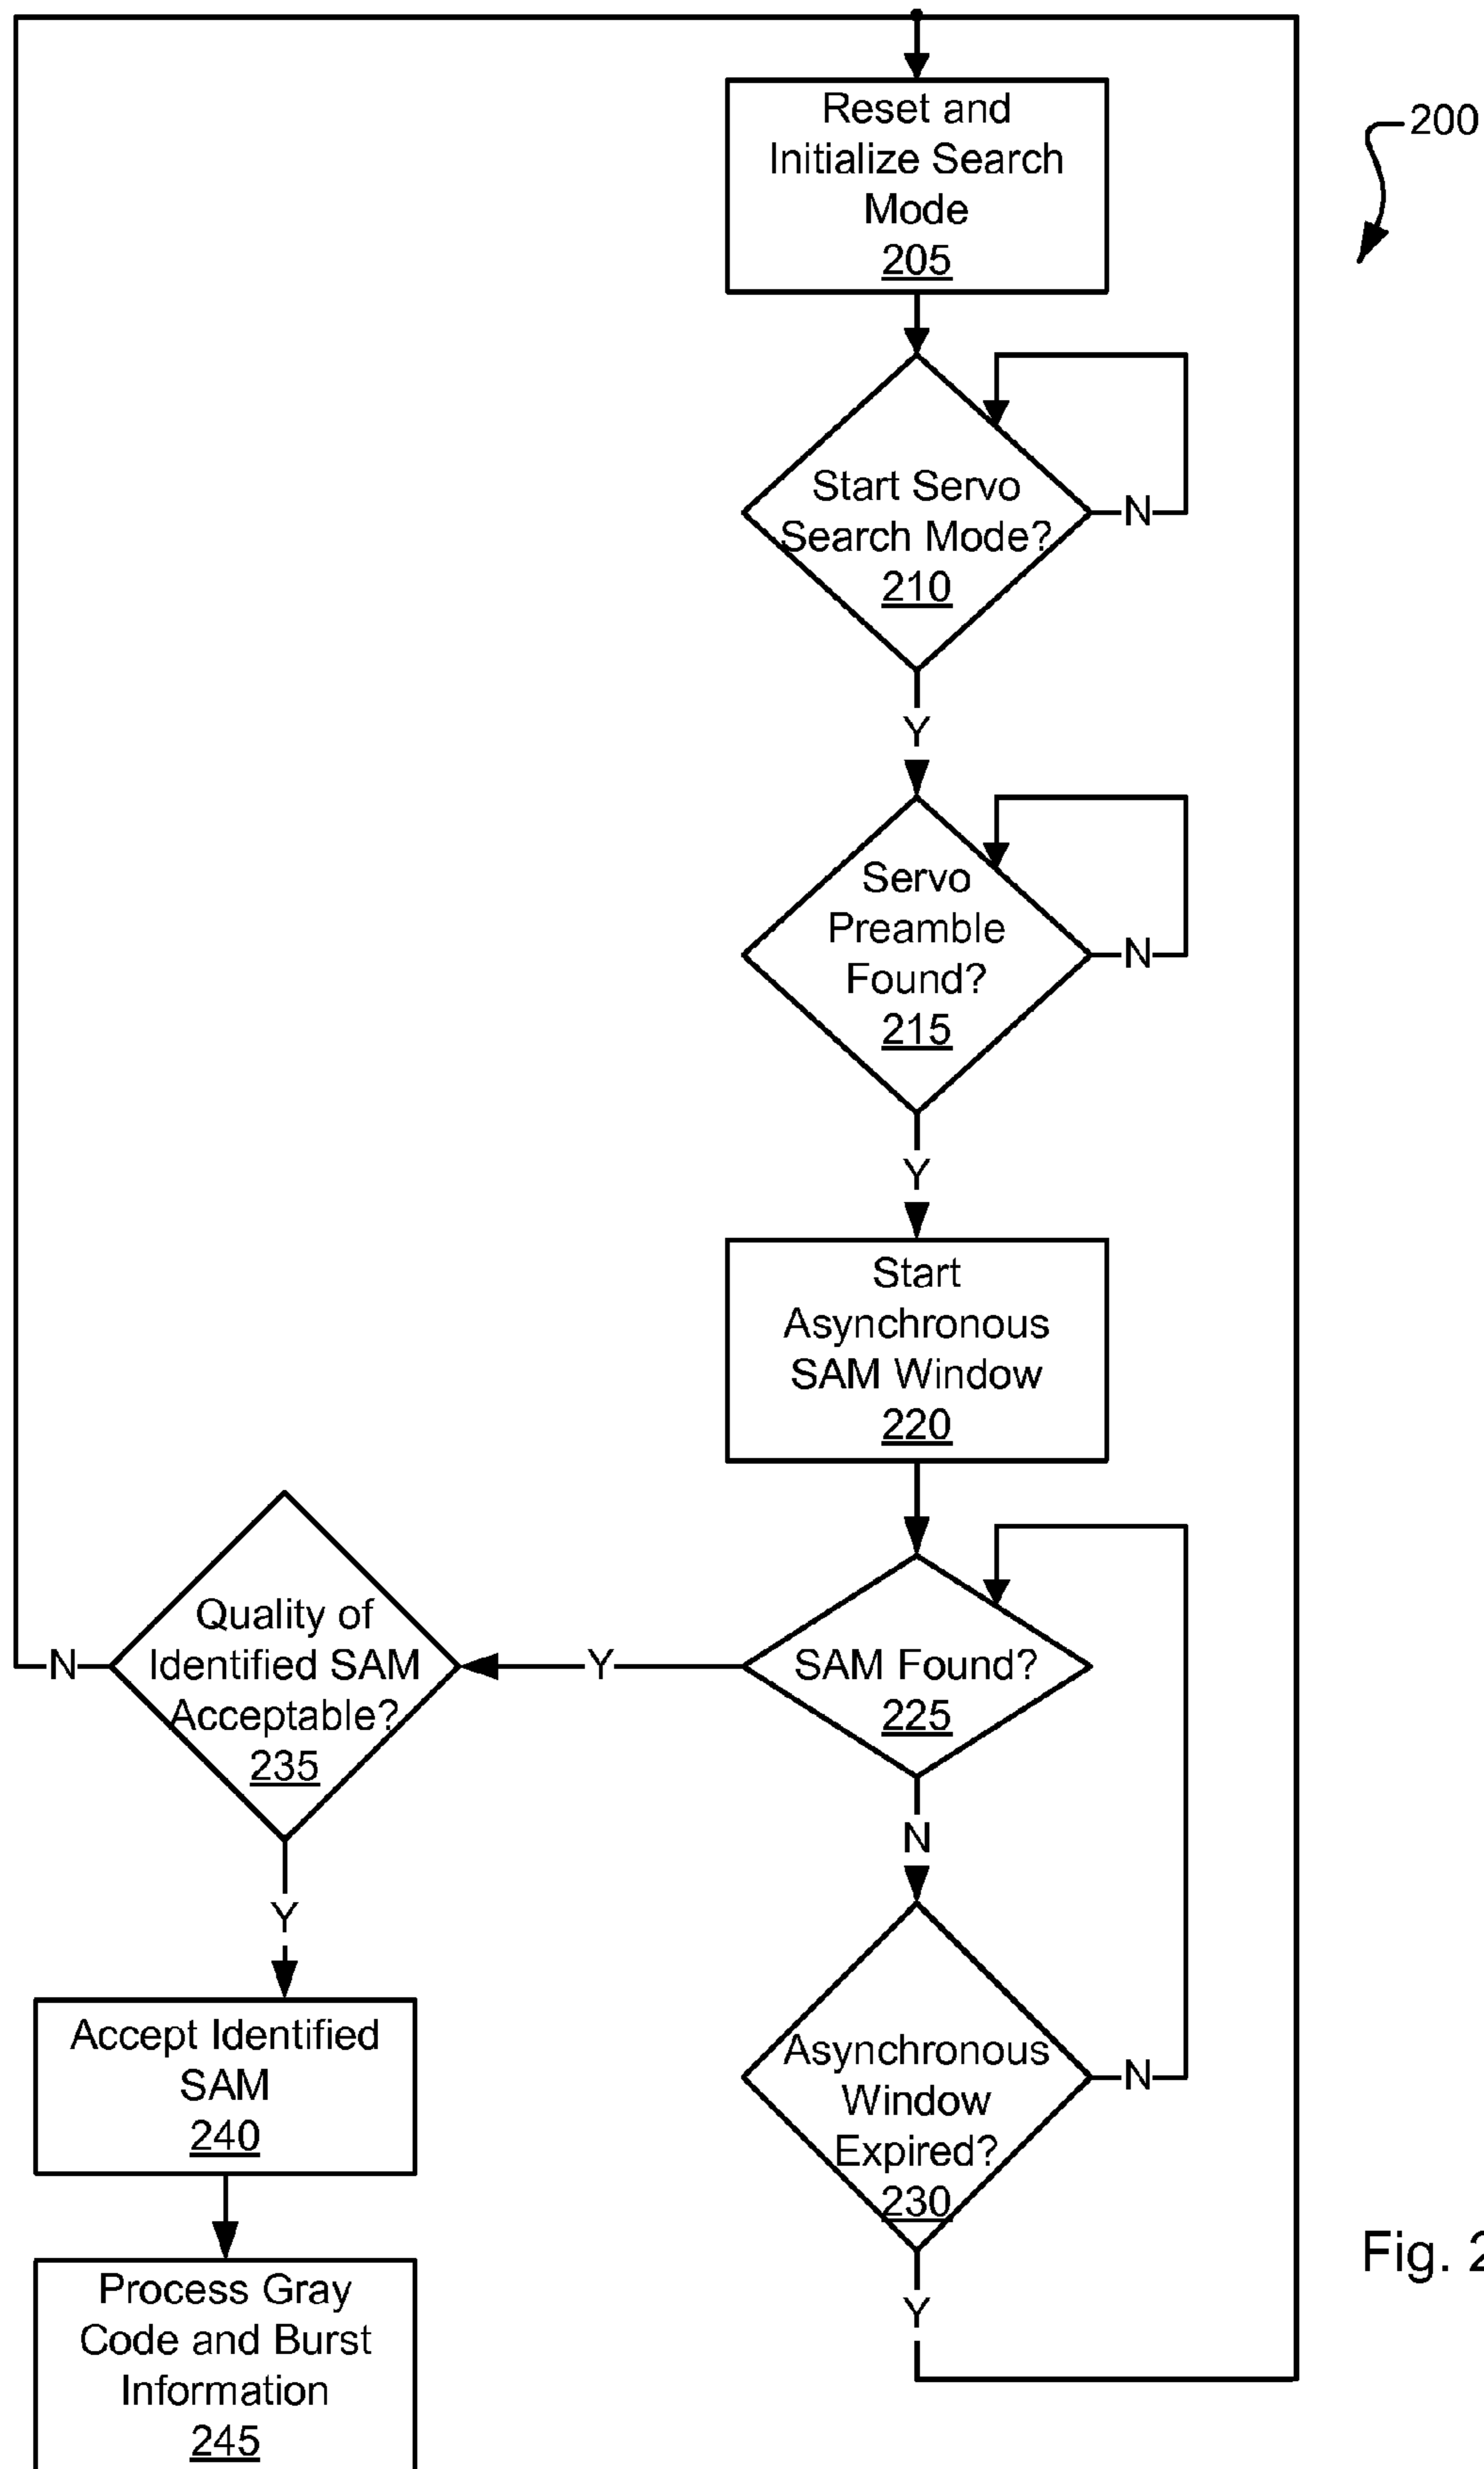 Reset and
Initialize Search
Mode
205
200
Start Servo
Search Mode?
210
N
Y
Servo
Preamble
Found?
215
N
Y
Start
Asynchronous
SAM Window
220
SAM Found?
225
Y
N
Quality of
Identified SAM
Acceptable?
235
N
Y
Asynchronous
Window
Expired?
230
N
Y
Accept Identified
SAM
240
Process Gray
Code and Burst
Information
245
Fig. 2